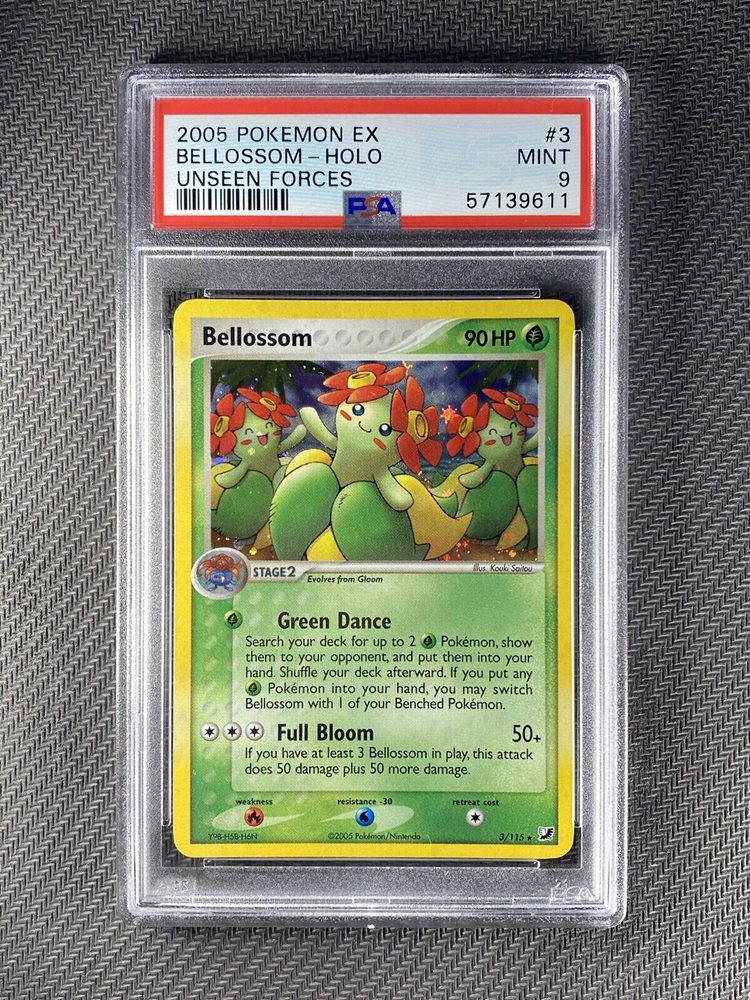 2005 POKEMON EX #3
BELLOSSOM - HOLO MINT
UNSEEN FORCES 9
PSA 57139611
Bellossom 90 HP
STAGE 2 Illus. Kouki Saitou
Evolves from Gloom
Green Dance
Search your deck for up to 2 Pokémon, show
them to your opponent, and put them into your
hand. Shuffle your deck afterward. If you put any
Pokémon into your hand, you may switch
Bellossom with 1 of your Benched Pokémon.
Full Bloom 50+
If you have at least 3 Bellossom in play, this attack
does 50 damage plus 50 more damage.
weakness resistance -30 retreat cost
©2005 Pokémon/Nintendo 3/115 ★